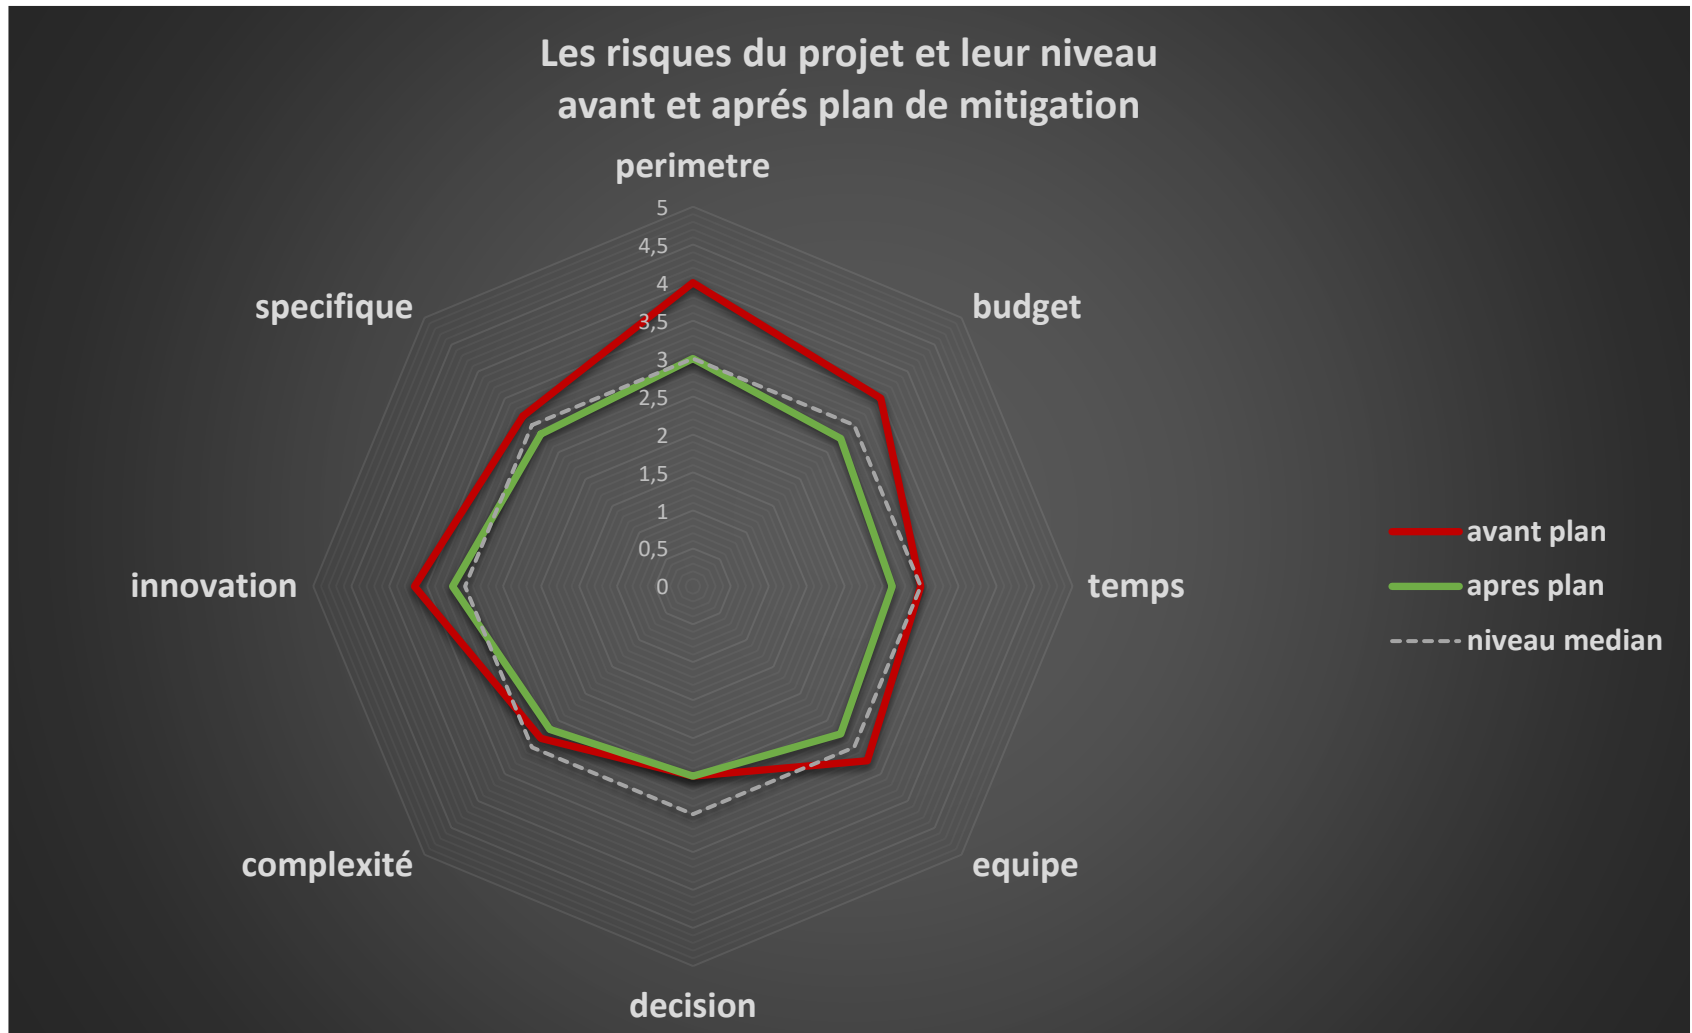 Les risques du projet et leur niveau
avant et aprés plan de mitigation
perimetre
5
4,5
4
3,5
3
2,5
2
1,5
1
0,5
0
specifique
budget
innovation
temps
complexité
equipe
decision
avant plan
apres plan
niveau median